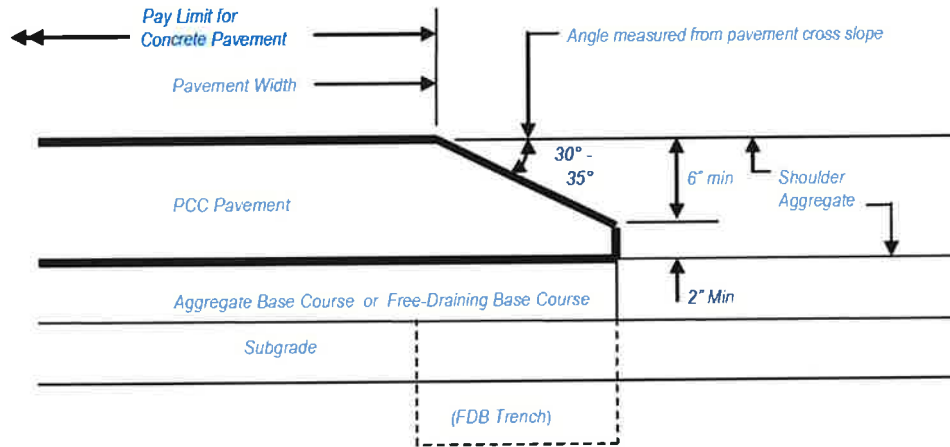 Pay Limit for
Concrete Pavement
Angle measured from pavement cross slope
Pavement Width
30° -
35°
6" min
Shoulder
Aggregate
PCC Pavement
2" Min
Aggregate Base Course or Free-Draining Base Course
Subgrade
(FDB Trench)